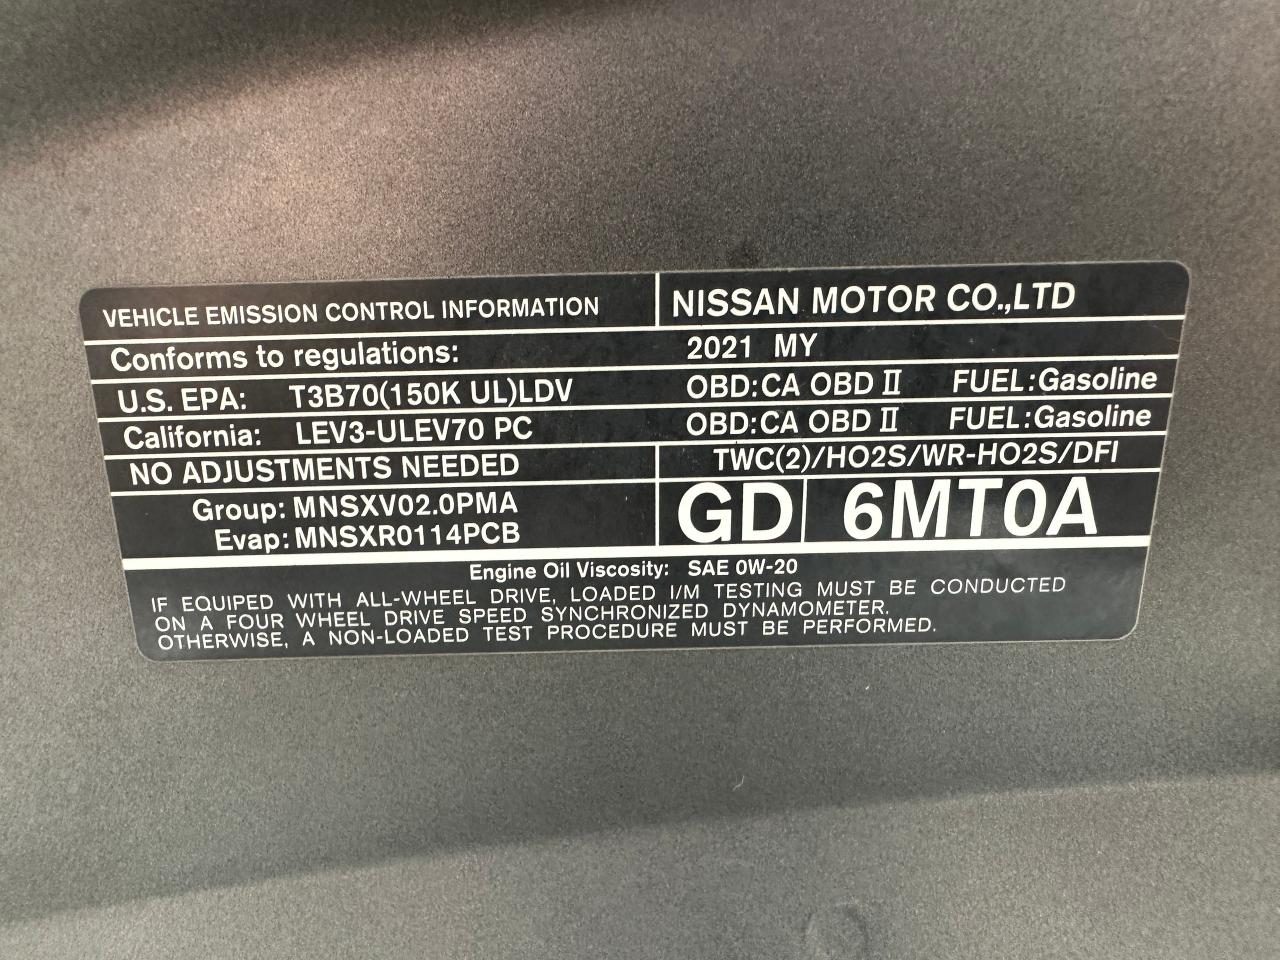 VEHICLE EMISSION CONTROL INFORMATION NISSAN MOTOR CO.,LTD
Conforms to regulations: 2021 MY
U.S. EPA: T3B70(150K UL)LDV OBD:CA OBD II FUEL:Gasoline
California: LEV3-ULEV70 PC OBD:CA OBD II FUEL:Gasoline
NO ADJUSTMENTS NEEDED TWC(2)/HO2S/WR-HO2S/DFI
Group: MNSXV02.0PMA GD 6MT0A
Evap: MNSXR0114PCB
Engine Oil Viscosity: SAE 0W-20
IF EQUIPED WITH ALL-WHEEL DRIVE, LOADED I/M TESTING MUST BE CONDUCTED
ON A FOUR WHEEL DRIVE SPEED SYNCHRONIZED DYNAMOMETER.
OTHERWISE, A NON-LOADED TEST PROCEDURE MUST BE PERFORMED.